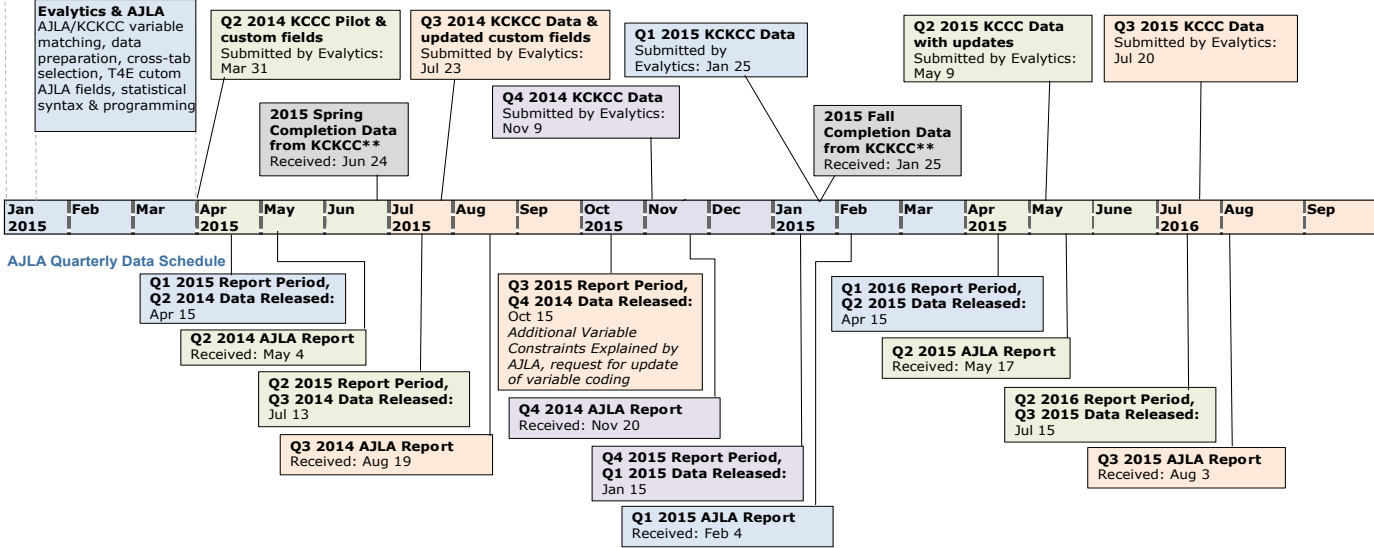 Evalytics & AJLA
AJLA/KCKCC variable
matching, data
preparation, cross-tab
selection, T4E cutom
AJLA fields, statistical
syntax & programming
Q2 2014 KCCC Pilot &
custom fields
Submitted by Evalytics:
Mar 31
Q3 2014 KCKCC Data &
updated custom fields
Submitted by Evalytics:
Jul 23
Q1 2015 KCKCC Data
Submitted by
Evalytics: Jan 25
Q2 2015 KCCC Data
with updates
Submitted by Evalytics:
May 9
Q3 2015 KCCC Data
Submitted by Evalytics:
Jul 20
2015 Spring
Completion Data
from KCKCC**
Received: Jun 24
Q4 2014 KCKCC Data
Submitted by Evalytics:
Nov 9
2015 Fall
Completion Data
from KCKCC**
Received: Jan 25
Jan
2015
Feb
Mar
Apr
2015
May
Jun
Jul
2015
Aug
Sep
Oct
2015
Nov
Dec
Jan
2015
Feb
Mar
Apr
2015
May
June
Jul
2016
Aug
Sep
AJLA Quarterly Data Schedule
Q1 2015 Report Period,
Q2 2014 Data Released:
Apr 15
Q2 2014 AJLA Report
Received: May 4
Q2 2015 Report Period,
Q3 2014 Data Released:
Jul 13
Q3 2014 AJLA Report
Received: Aug 19
Q3 2015 Report Period,
Q4 2014 Data Released:
Oct 15
Additional Variable
Constraints Explained by
AJLA, request for update
of variable coding
Q4 2014 AJLA Report
Received: Nov 20
Q4 2015 Report Period,
Q1 2015 Data Released:
Jan 15
Q1 2015 AJLA Report
Received: Feb 4
Q1 2016 Report Period,
Q2 2015 Data Released:
Apr 15
Q2 2015 AJLA Report
Received: May 17
Q2 2016 Report Period,
Q3 2015 Data Released:
Jul 15
Q3 2015 AJLA Report
Received: Aug 3